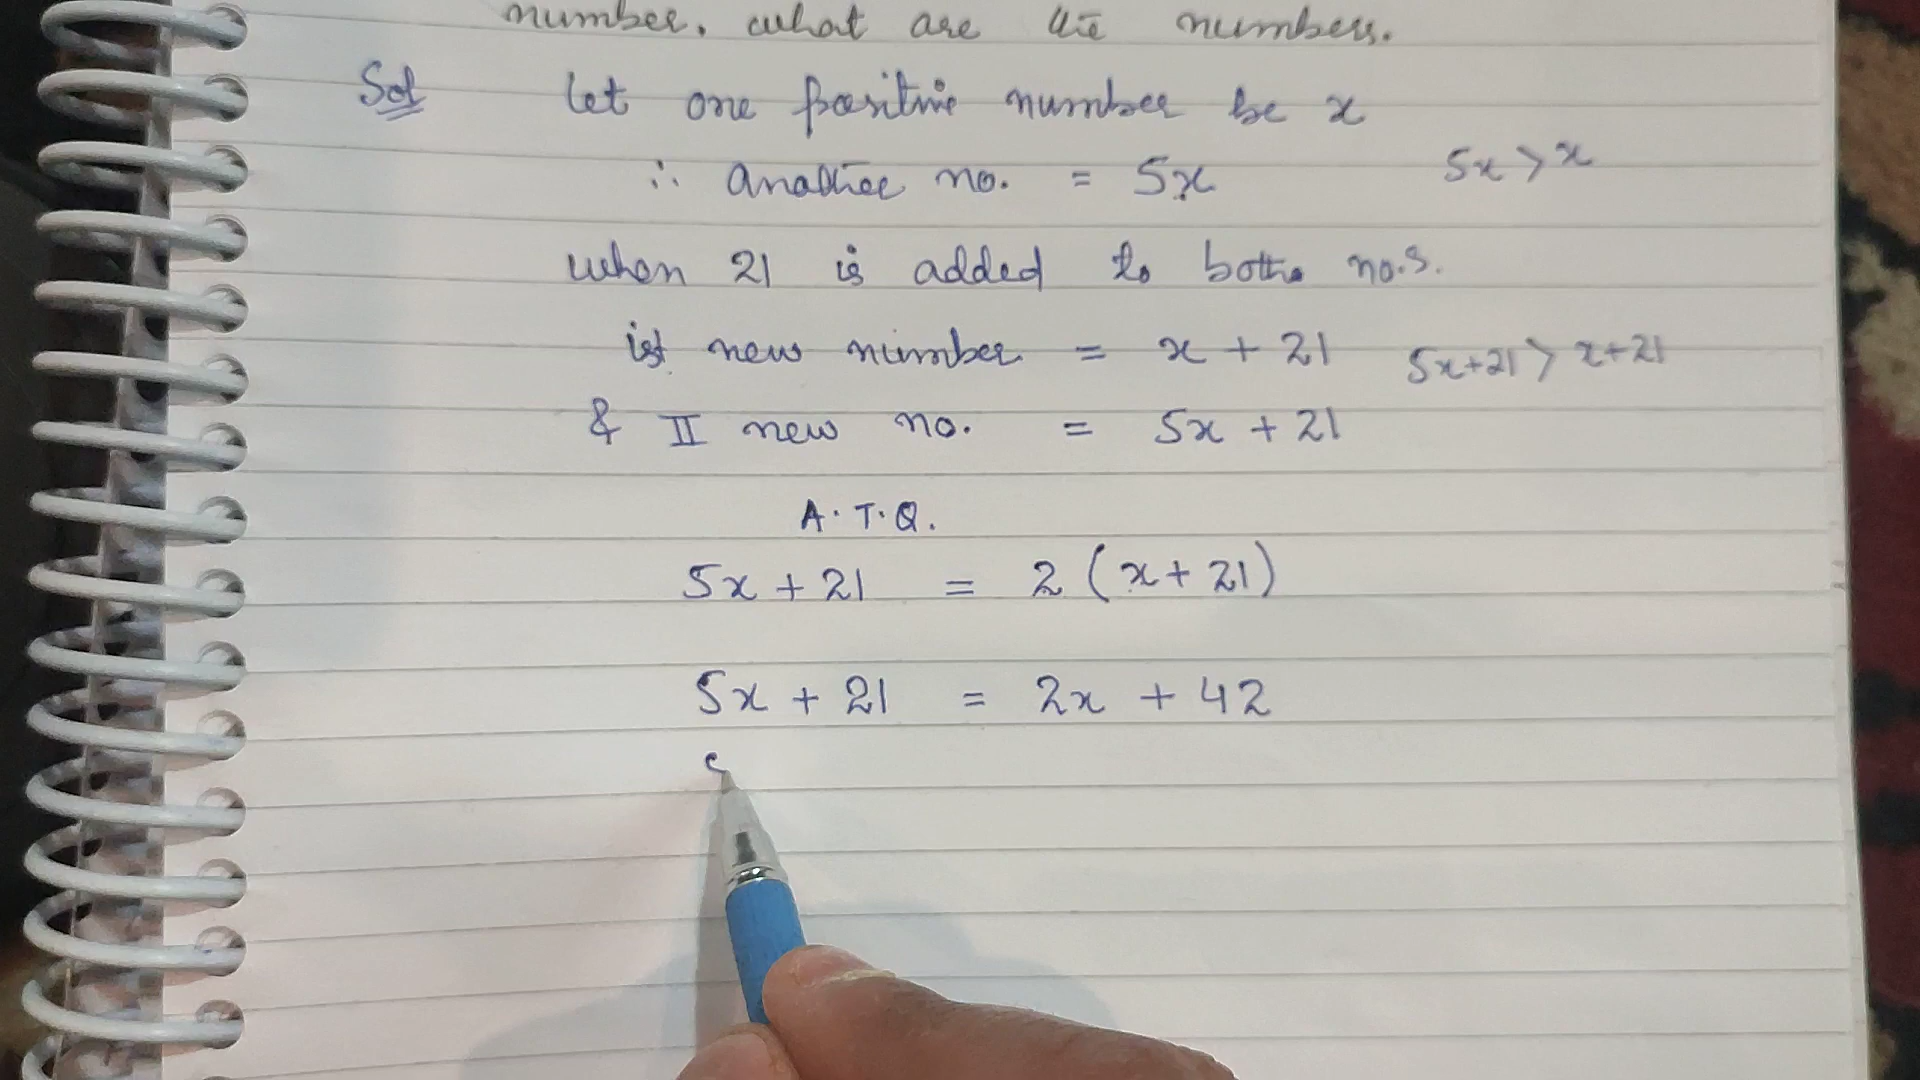 number. what are the numbers.
Sol let one positive number be x
∴ another no. = 5x 5x > x
when 21 is added to both nos.
ist new number = x + 21 5x+21 > x+21
& II new no. = 5x + 21
A.T.Q.
5x + 21 = 2 (x + 21)
5x + 21 = 2x + 42